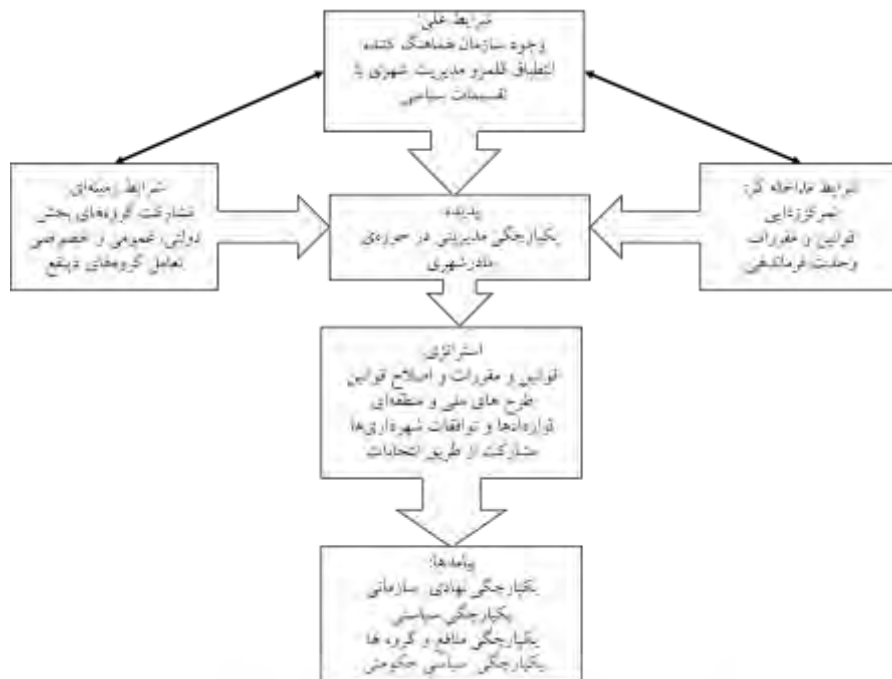 شرایط علی:
وجود سازمان هماهنگ کننده
انطباق قلمرو مدیریت شهری با
تقسیمات سیاسی
شرایط مداخله گر:
تمرکززدایی
قوانین و مقررات
وحدت فرماندهی
پدیده:
یکپارچگی مدیریتی در حوزه‌ی
مادرشهری
شرایط زمینه‌ای:
مشارکت گروه‌های بخش
دولتی، عمومی و خصوصی
تعامل گروه‌های ذینفع
استراتژی:
قوانین و مقررات و اصلاح قوانین
طرح های ملی و منطقه‌ای
قراردادها و توافقات شهرداری‌ها
مشارکت از طریق انتخابات
پیامدها:
یکپارچگی نهادی سازمانی
یکپارچگی سیاستی
یکپارچگی منافع و گروه ها
یکپارچگی سیاسی حکومتی